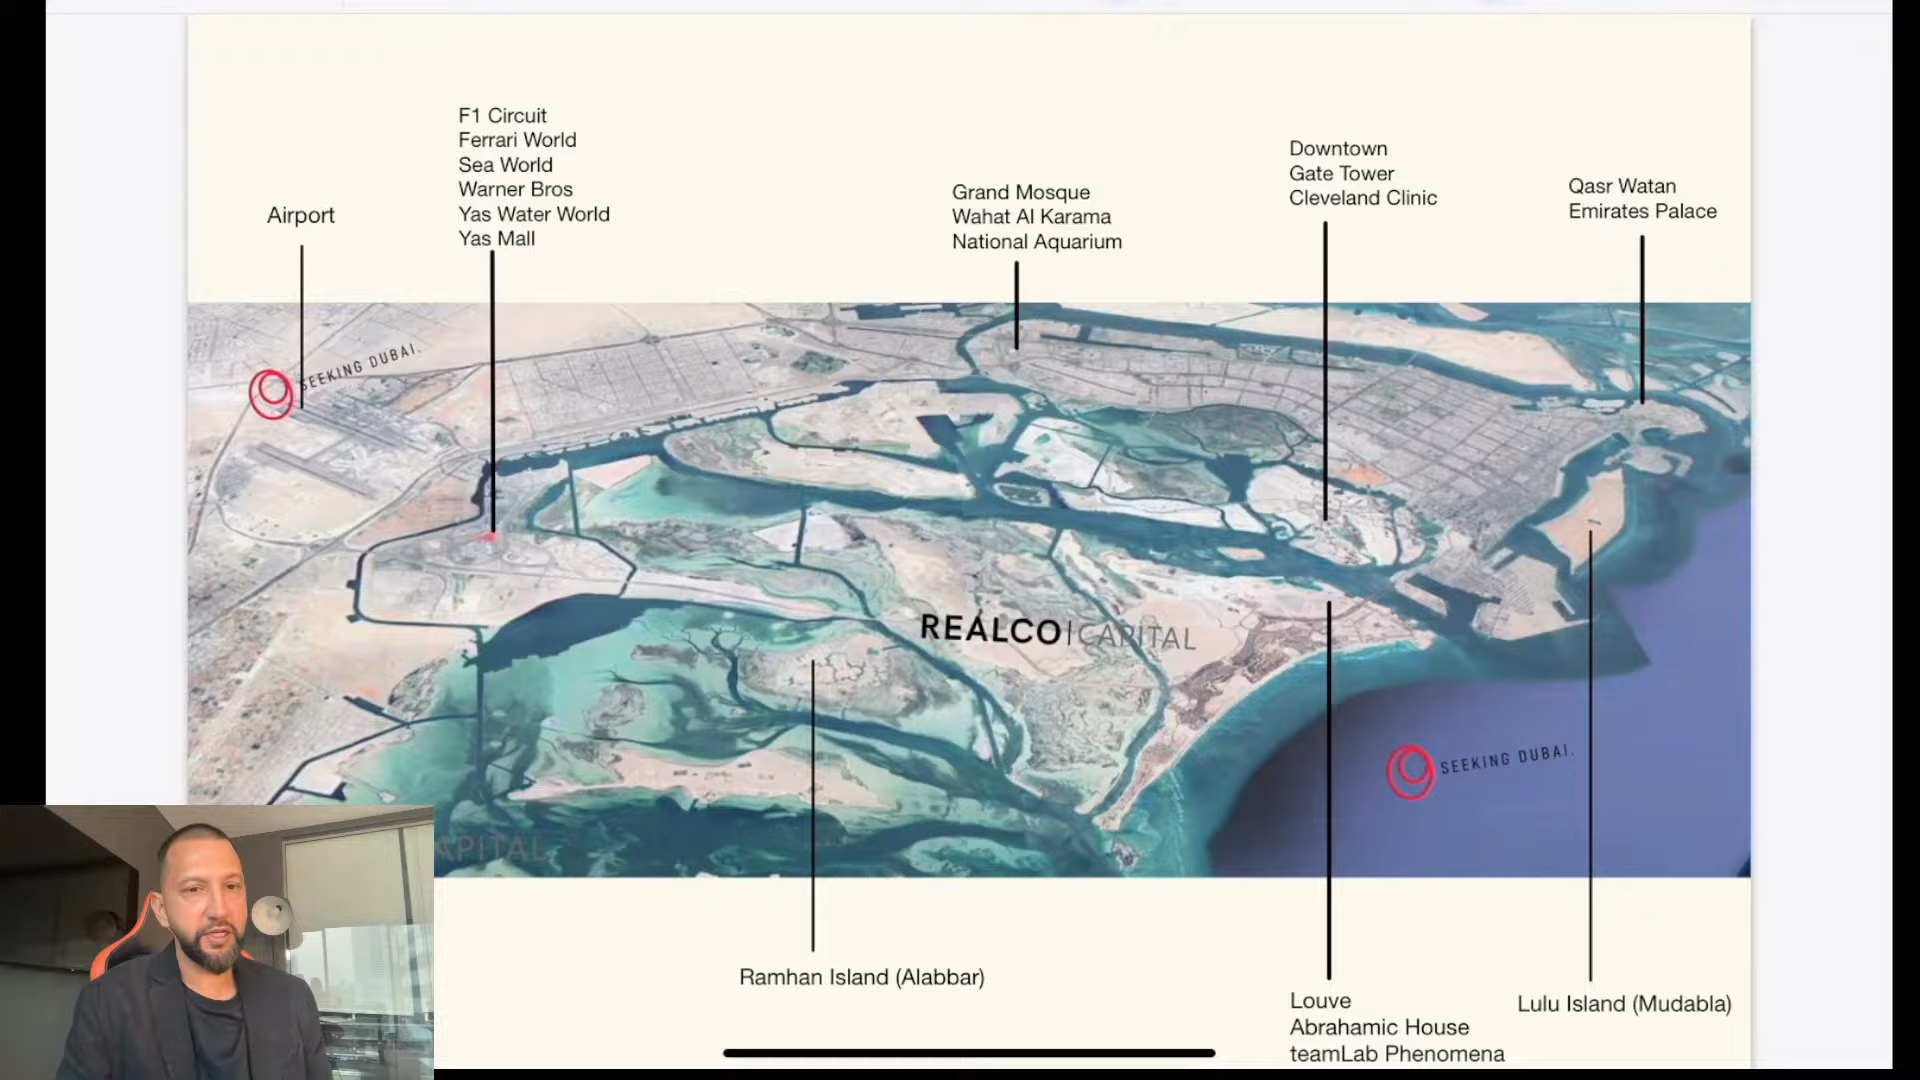 F1 Circuit
Ferrari World
Sea World
Warner Bros
Yas Water World
Yas Mall
Airport
Grand Mosque
Wahat Al Karama
National Aquarium
Downtown
Gate Tower
Cleveland Clinic
Qasr Watan
Emirates Palace
SEEKING DUBAI.
REALCO|CAPITAL
SEEKING DUBAI.
APITAL
Ramhan Island (Alabbar)
Louve
Abrahamic House
teamLab Phenomena
Lulu Island (Mudabla)